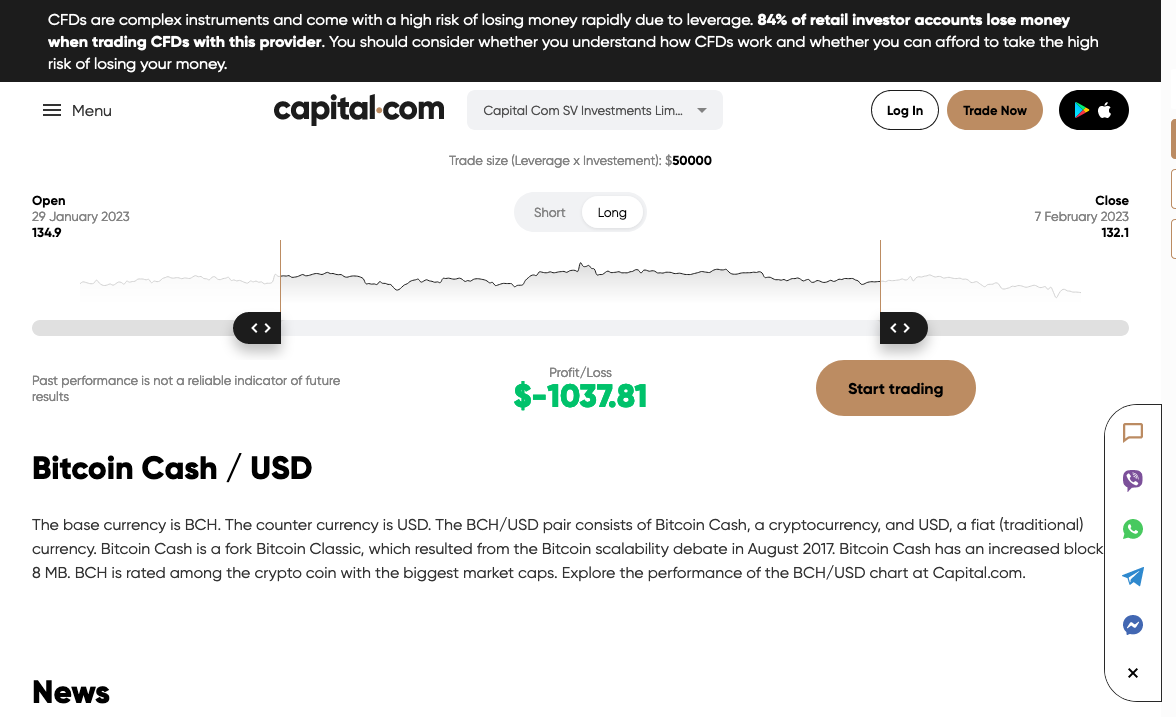 CFDs are complex instruments and come with a high risk of losing money rapidly due to leverage. 84% of retail investor accounts lose money
when trading CFDs with this provider. You should consider whether you understand how CFDs work and whether you can afford to take the high
risk of losing your money.
Menu
capital.com
Capital Com SV Investments Lim...
Log In
Trade Now
Trade size (Leverage x Investement): $50000
Open
29 January 2023
134.9
Short
Long
Close
7 February 2023
132.1
Past performance is not a reliable indicator of future
results
Profit/Loss
$-1037.81
Start trading
Bitcoin Cash / USD
The base currency is BCH. The counter currency is USD. The BCH/USD pair consists of Bitcoin Cash, a cryptocurrency, and USD, a fiat (traditional)
currency. Bitcoin Cash is a fork Bitcoin Classic, which resulted from the Bitcoin scalability debate in August 2017. Bitcoin Cash has an increased block
8 MB. BCH is rated among the crypto coin with the biggest market caps. Explore the performance of the BCH/USD chart at Capital.com.
News